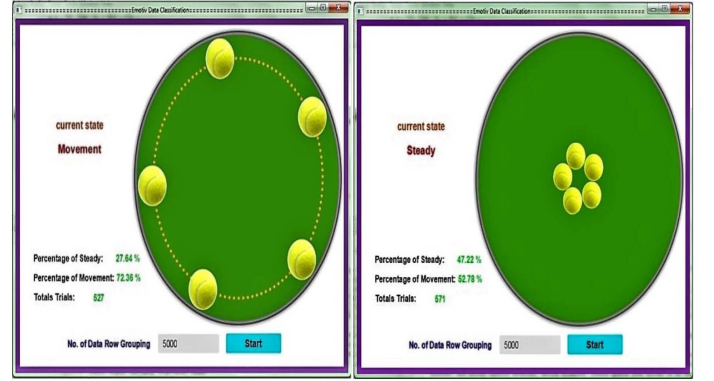 Emotiv Data Classification
current state
Movement
Percentage of Steady: 27.64 %
Percentage of Movement: 72.36 %
Totals Trials: 527
No. of Data Row Grouping 5000 Start
Emotiv Data Classification
current state
Steady
Percentage of Steady: 47.22 %
Percentage of Movement: 52.78 %
Totals Trials: 571
No. of Data Row Grouping 5000 Start